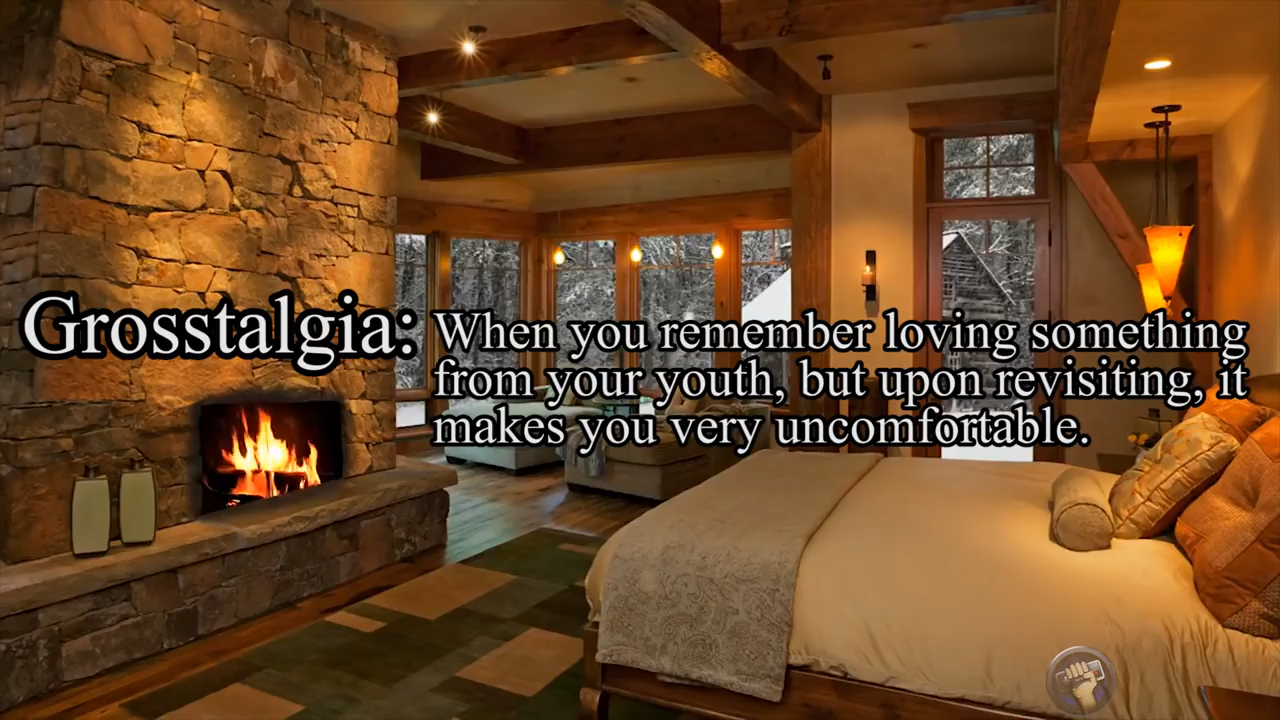 Grosstalgia: When you remember loving something
from your youth, but upon revisiting, it
makes you very uncomfortable.